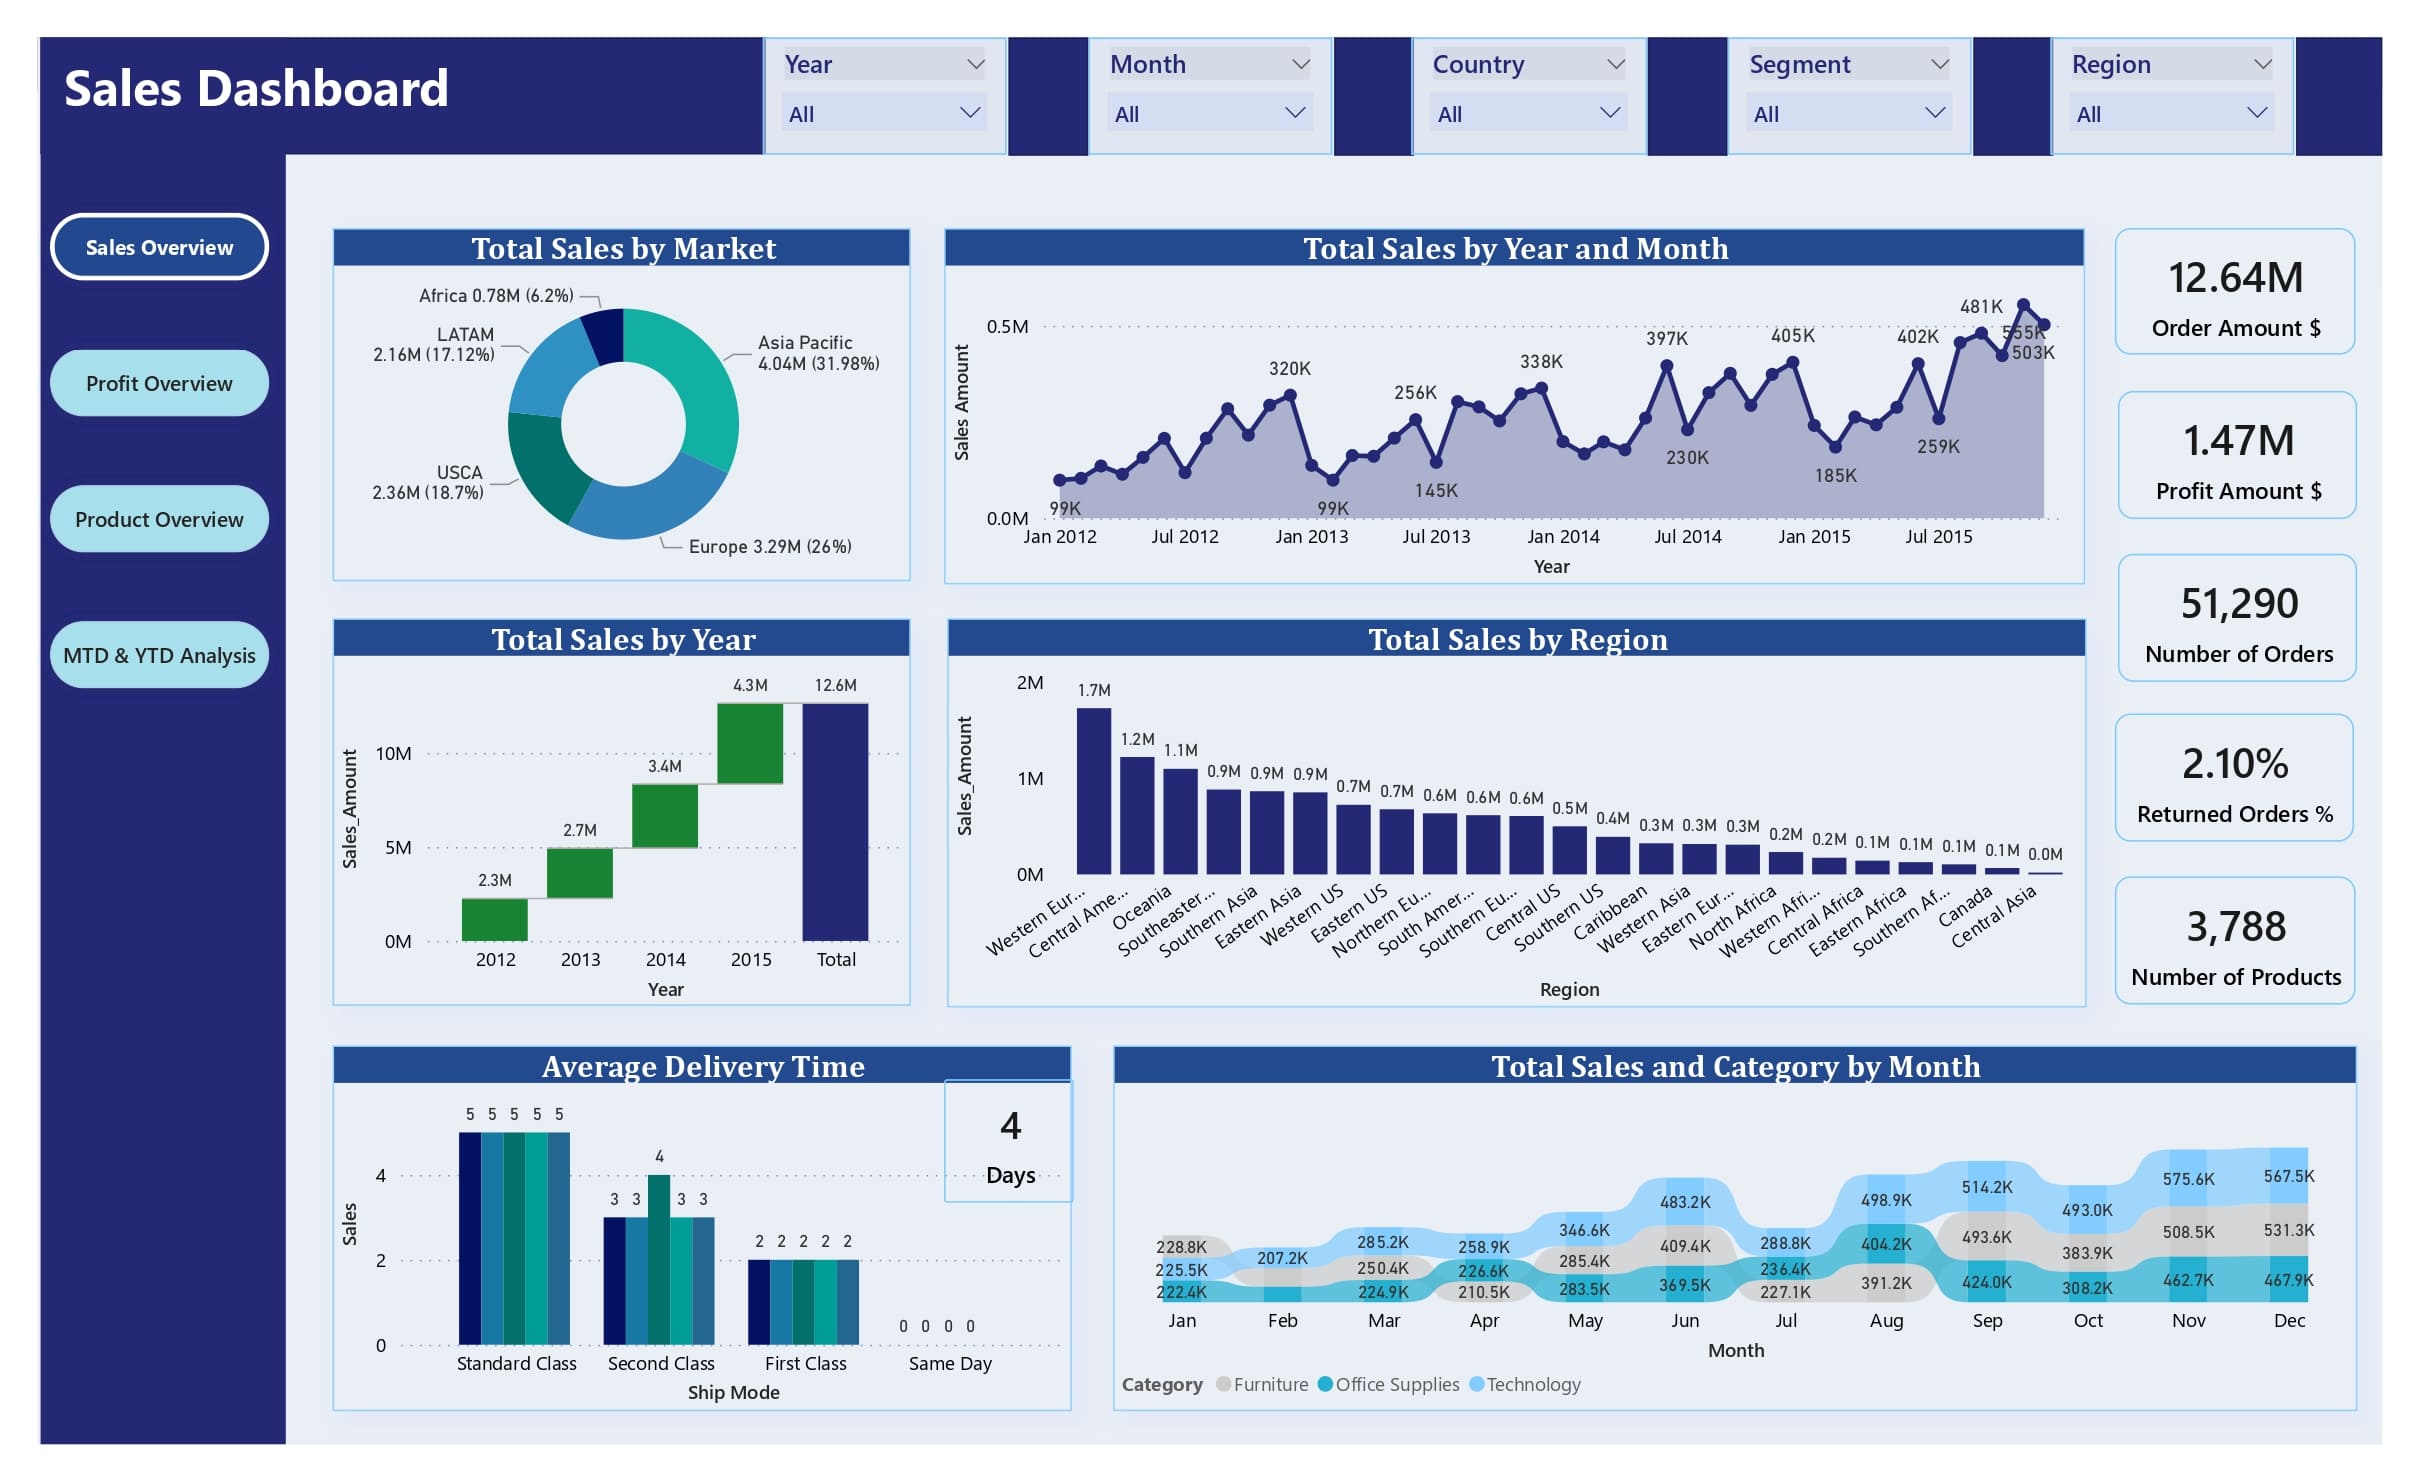 Sales Dashboard
Year
All
Month
All
Country
All
Segment
All
Region
All
Sales Overview
Profit Overview
Product Overview
MTD & YTD Analysis
Total Sales by Market
Africa 0.78M (6.2%)
LATAM
2.16M (17.12%)
Asia Pacific
4.04M (31.98%)
USCA
2.36M (18.7%)
Europe 3.29M (26%)
Total Sales by Year and Month
Sales Amount
0.5M
0.0M
99K
320K
99K
256K
145K
338K
397K
230K
405K
185K
402K
259K
481K
555K
503K
Jan 2012
Jul 2012
Jan 2013
Jul 2013
Jan 2014
Jul 2014
Jan 2015
Jul 2015
Year
12.64M
Order Amount $
1.47M
Profit Amount $
51,290
Number of Orders
2.10%
Returned Orders %
3,788
Number of Products
Total Sales by Year
Sales_Amount
10M
5M
0M
2.3M
2.7M
3.4M
4.3M
12.6M
2012
2013
2014
2015
Total
Year
Total Sales by Region
Sales_Amount
2M
1M
0M
1.7M
1.2M
1.1M
0.9M
0.9M
0.9M
0.7M
0.7M
0.6M
0.6M
0.6M
0.5M
0.4M
0.3M
0.3M
0.3M
0.2M
0.2M
0.1M
0.1M
0.1M
0.1M
0.0M
Western Eur...
Central Ame...
Oceania
Southeaster...
Southern Asia
Eastern Asia
Western US
Eastern US
Northern Eu...
South Amer...
Southern Eu...
Central US
Southern US
Caribbean
Western Asia
Eastern Eur...
North Africa
Western Afri...
Central Africa
Eastern Africa
Southern Af...
Canada
Central Asia
Region
Average Delivery Time
4
Days
Sales
4
2
0
5 5 5 5 5
3 3 4 3 3
2 2 2 2 2
0 0 0 0
Standard Class
Second Class
First Class
Same Day
Ship Mode
Total Sales and Category by Month
228.8K
225.5K
222.4K
207.2K
285.2K
250.4K
224.9K
258.9K
226.6K
210.5K
346.6K
285.4K
283.5K
483.2K
409.4K
369.5K
288.8K
236.4K
227.1K
498.9K
404.2K
391.2K
514.2K
493.6K
424.0K
493.0K
383.9K
308.2K
575.6K
508.5K
462.7K
567.5K
531.3K
467.9K
Jan
Feb
Mar
Apr
May
Jun
Jul
Aug
Sep
Oct
Nov
Dec
Month
Category Furniture Office Supplies Technology